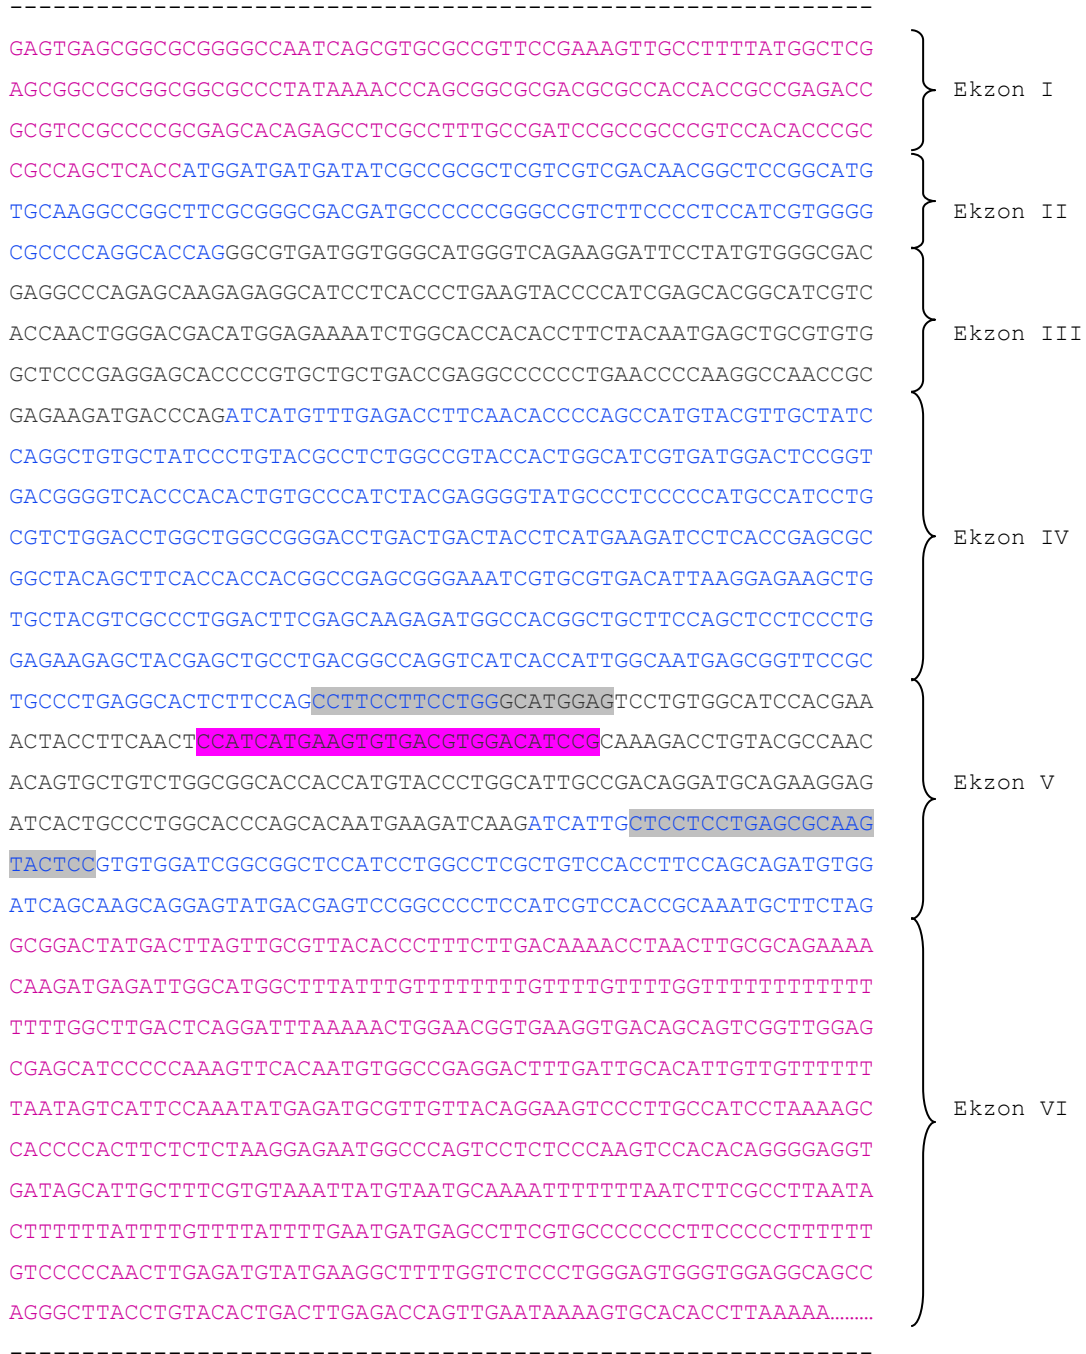 ------------------------------------------------------------
GAGTGAGCGGCGCGGGGCCAATCAGCGTGCGCCGTTCCGAAAGTTGCCTTTTATGGCTCG
AGCGGCCGCGGCGGCGCCCTATAAAACCCAGCGGCGCGACGCGCCACCACCGCCGAGACC
Ekzon I
GCGTCCGCCCCGCGAGCACAGAGCCTCGCCTTTGCCGATCCGCCGCCCGTCCACACCCGC
CGCCAGCTCACCATGGATGATGATATCGCCGCGCTCGTCGTCGACAACGGCTCCGGCATG
TGCAAGGCCGGCTTCGCGGGCGACGATGCCCCCCGGGCCGTCTTCCCCTCCATCGTGGGG
Ekzon II
CGCCCCAGGCACCAGGGCGTGATGGTGGGCATGGGTCAGAAGGATTCCTATGTGGGCGAC
GAGGCCCAGAGCAAGAGAGGCATCCTCACCCTGAAGTACCCCATCGAGCACGGCATCGTC
ACCAACTGGGACGACATGGAGAAAATCTGGCACCACACCTTCTACAATGAGCTGCGTGTG
Ekzon III
GCTCCCGAGGAGCACCCCGTGCTGCTGACCGAGGCCCCCCTGAACCCCAAGGCCAACCGC
GAGAAGATGACCCAGATCATGTTTGAGACCTTCAACACCCCAGCCATGTACGTTGCTATC
CAGGCTGTGCTATCCCTGTACGCCTCTGGCCGTACCACTGGCATCGTGATGGACTCCGGT
GACGGGGTCACCCACACTGTGCCCATCTACGAGGGGTATGCCCTCCCCCATGCCATCCTG
CGTCTGGACCTGGCTGGCCGGGACCTGACTGACTACCTCATGAAGATCCTCACCGAGCGC
Ekzon IV
GGCTACAGCTTCACCACCACGGCCGAGCGGGAAATCGTGCGTGACATTAAGGAGAAGCTG
TGCTACGTCGCCCTGGACTTCGAGCAAGAGATGGCCACGGCTGCTTCCAGCTCCTCCCTG
GAGAAGAGCTACGAGCTGCCTGACGGCCAGGTCATCACCATTGGCAATGAGCGGTTCCGC
TGCCCTGAGGCACTCTTCCAGCCTTCCTTCCTGGGCATGGAGTCCTGTGGCATCCACGAA
ACTACCTTCAACTCCATCATGAAGTGTGACGTGGACATCCGCAAAGACCTGTACGCCAAC
ACAGTGCTGTCTGGCGGCACCACCATGTACCCTGGCATTGCCGACAGGATGCAGAAGGAG
Ekzon V
ATCACTGCCCTGGCACCCAGCACAATGAAGATCAAGATCATTGCTCCTCCTGAGCGCAAG
TACTCCGTGTGGATCGGCGGCTCCATCCTGGCCTCGCTGTCCACCTTCCAGCAGATGTGG
ATCAGCAAGCAGGAGTATGACGAGTCCGGCCCCTCCATCGTCCACCGCAAATGCTTCTAG
GCGGACTATGACTTAGTTGCGTTACACCCTTTCTTGACAAAACCTAACTTGCGCAGAAAA
CAAGATGAGATTGGCATGGCTTTATTTGTTTTTTTTGTTTTGTTTTGGTTTTTTTTTTTT
TTTTGGCTTGACTCAGGATTTAAAAACTGGAACGGTGAAGGTGACAGCAGTCGGTTGGAG
CGAGCATCCCCCAAAGTTCACAATGTGGCCGAGGACTTTGATTGCACATTGTTGTTTTTT
TAATAGTCATTCCAAATATGAGATGCGTTGTTACAGGAAGTCCCTTGCCATCCTAAAAGC
Ekzon VI
CACCCCACTTCTCTCTAAGGAGAATGGCCCAGTCCTCTCCCAAGTCCACACAGGGGAGGT
GATAGCATTGCTTTCGTGTAAATTATGTAATGCAAAATTTTTTTAATCTTCGCCTTAATA
CTTTTTTATTTTGTTTTATTTTGAATGATGAGCCTTCGTGCCCCCCCTTCCCCCTTTTTT
GTCCCCCAACTTGAGATGTATGAAGGCTTTTGGTCTCCCTGGGAGTGGGTGGAGGCAGCC
AGGGCTTACCTGTACACTGACTTGAGACCAGTTGAATAAAAGTGCACACCTTAAAAA.........
------------------------------------------------------------